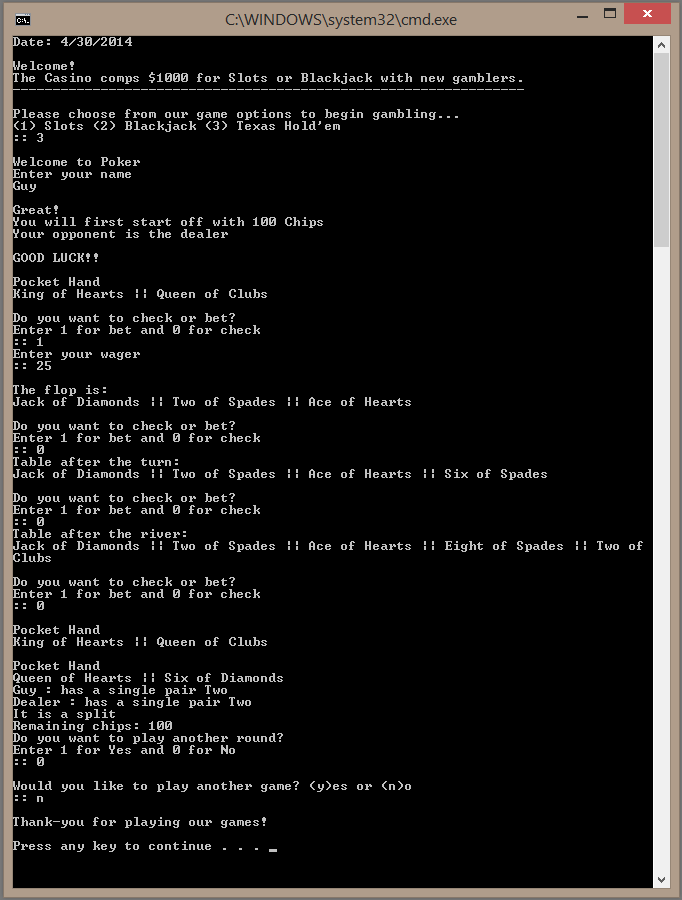 C:\WINDOWS\system32\cmd.exe
Date: 4/30/2014
Welcome!
The Casino comps $1000 for Slots or Blackjack with new gamblers.
----------------------------------------------------------------
Please choose from our game options to begin gambling...
(1) Slots (2) Blackjack (3) Texas Hold'em
:: 3
Welcome to Poker
Enter your name
Guy
Great!
You will first start off with 100 Chips
Your opponent is the dealer
GOOD LUCK!!
Pocket Hand
King of Hearts || Queen of Clubs
Do you want to check or bet?
Enter 1 for bet and 0 for check
:: 1
Enter your wager
:: 25
The flop is:
Jack of Diamonds || Two of Spades || Ace of Hearts
Do you want to check or bet?
Enter 1 for bet and 0 for check
:: 0
Table after the turn:
Jack of Diamonds || Two of Spades || Ace of Hearts || Six of Spades
Do you want to check or bet?
Enter 1 for bet and 0 for check
:: 0
Table after the river:
Jack of Diamonds || Two of Spades || Ace of Hearts || Eight of Spades || Two of
Clubs
Do you want to check or bet?
Enter 1 for bet and 0 for check
:: 0
Pocket Hand
King of Hearts || Queen of Clubs
Pocket Hand
Queen of Hearts || Six of Diamonds
Guy : has a single pair Two
Dealer : has a single pair Two
It is a split
Remaining chips: 100
Do you want to play another round?
Enter 1 for Yes and 0 for No
:: 0
Would you like to play another game? (y)es or (n)o
:: n
Thank-you for playing our games!
Press any key to continue . . . _